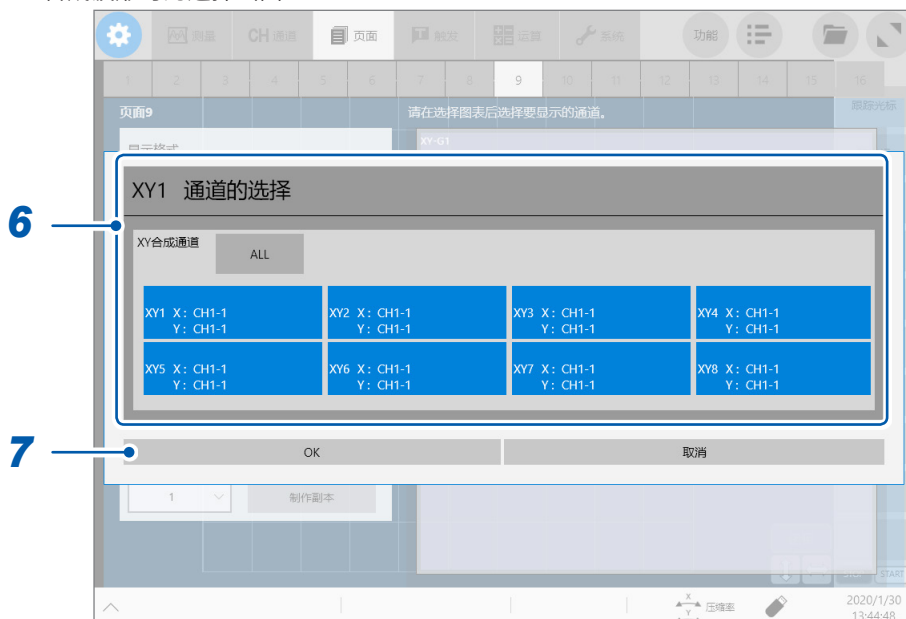 测量
CH 通道
页面
触发
运算
系统
功能
1 2 3 4 5 6 7 8 9 10 11 12 13 14 15 16
页面9
请在选择图表后选择要显示的通道。
跟踪光标
显示格式
XY-G1
6
XY1 通道的选择
XY合成通道
ALL
XY1 X: CH1-1
Y: CH1-1
XY2 X: CH1-1
Y: CH1-1
XY3 X: CH1-1
Y: CH1-1
XY4 X: CH1-1
Y: CH1-1
XY5 X: CH1-1
Y: CH1-1
XY6 X: CH1-1
Y: CH1-1
XY7 X: CH1-1
Y: CH1-1
XY8 X: CH1-1
Y: CH1-1
7
OK
取消
1
制作副本
START
X
Y
压缩率
2020/1/30
13:44:48